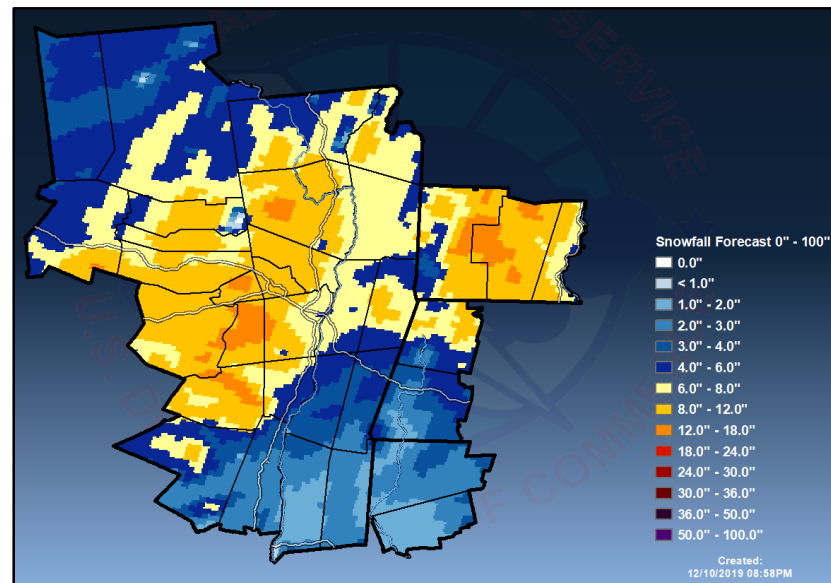 Snowfall Forecast 0" - 100"
0.0"
< 1.0"
1.0" - 2.0"
2.0" - 3.0"
3.0" - 4.0"
4.0" - 6.0"
6.0" - 8.0"
8.0" - 12.0"
12.0" - 18.0"
18.0" - 24.0"
24.0" - 30.0"
30.0" - 36.0"
36.0" - 50.0"
50.0" - 100.0"
Created:
12/10/2019 08:58PM
SERVICE
U.S. D
OF COMME